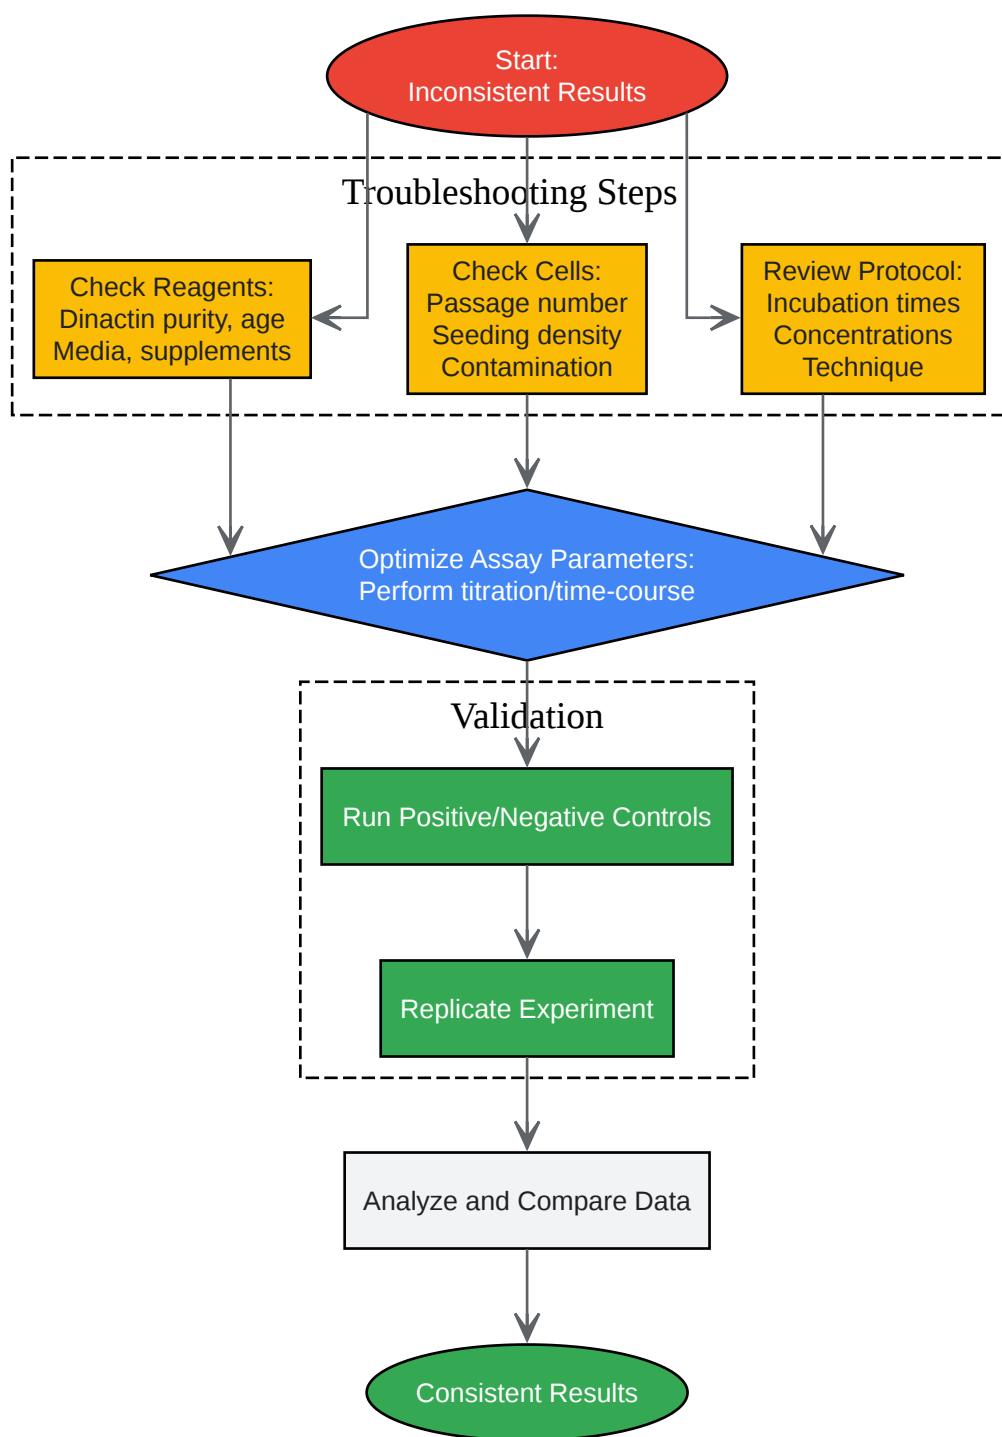 Start:
Inconsistent Results
Troubleshooting Steps
Check Reagents:
Dinactin purity, age
Media, supplements
Check Cells:
Passage number
Seeding density
Contamination
Review Protocol:
Incubation times
Concentrations
Technique
Optimize Assay Parameters:
Perform titration/time-course
Validation
Run Positive/Negative Controls
Replicate Experiment
Analyze and Compare Data
Consistent Results